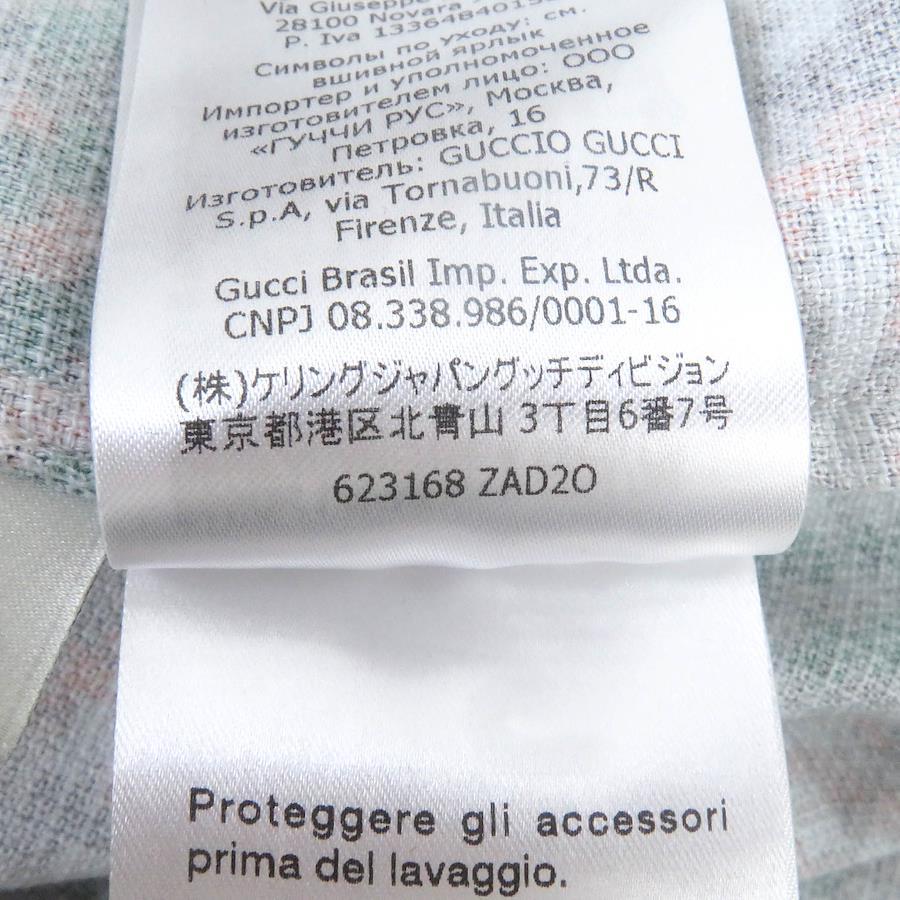 Via Giuseppe
28100 Novara
P. Iva 133648401
Символы по уходу: см.
вшивной ярлык
Импортер и уполномоченное
изготовителем лицо: ООО
«ГУЧЧИ РУС», Москва,
Петровка, 16
Изготовитель: GUCCIO GUCCI
S.p.A, via Tornabuoni,73/R
Firenze, Italia
Gucci Brasil Imp. Exp. Ltda.
CNPJ 08.338.986/0001-16
(株)ケリングジャパングッチディビジョン
東京都港区北青山 3丁目6番7号
623168 ZAD2O
Proteggere gli accessori
prima del lavaggio.